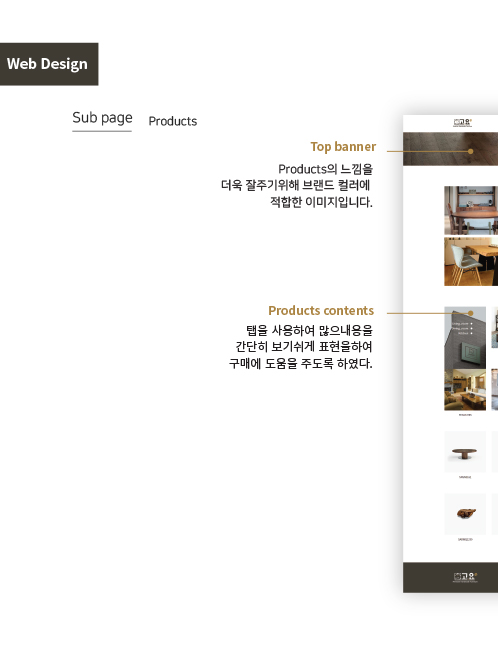 Web Design
Sub page
Products
Top banner
Products의 느낌을
더욱 잘주기위해 브랜드 컬러에
적합한 이미지입니다.
Products contents
탭을 사용하여 많으내용을
간단히 보기쉬게 표현을하여
구매에 도움을 주도록 하였다.